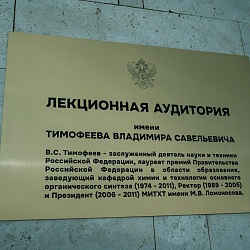 ЛЕКЦИОННАЯ АУДИТОРИЯ
имени
ТИМОФЕЕВА ВЛАДИМИРА САВЕЛЬЕВИЧА
В.С. Тимофеев - заслуженный деятель науки и техники
Российской Федерации, лауреат премий Правительства
Российской Федерации в области образования,
заведующий кафедрой химии и технологии основного
органического синтеза (1974 - 2011), Ректор (1989 - 2005)
и Президент (2006 - 2011) МИТХТ имени М.В. Ломоносова.